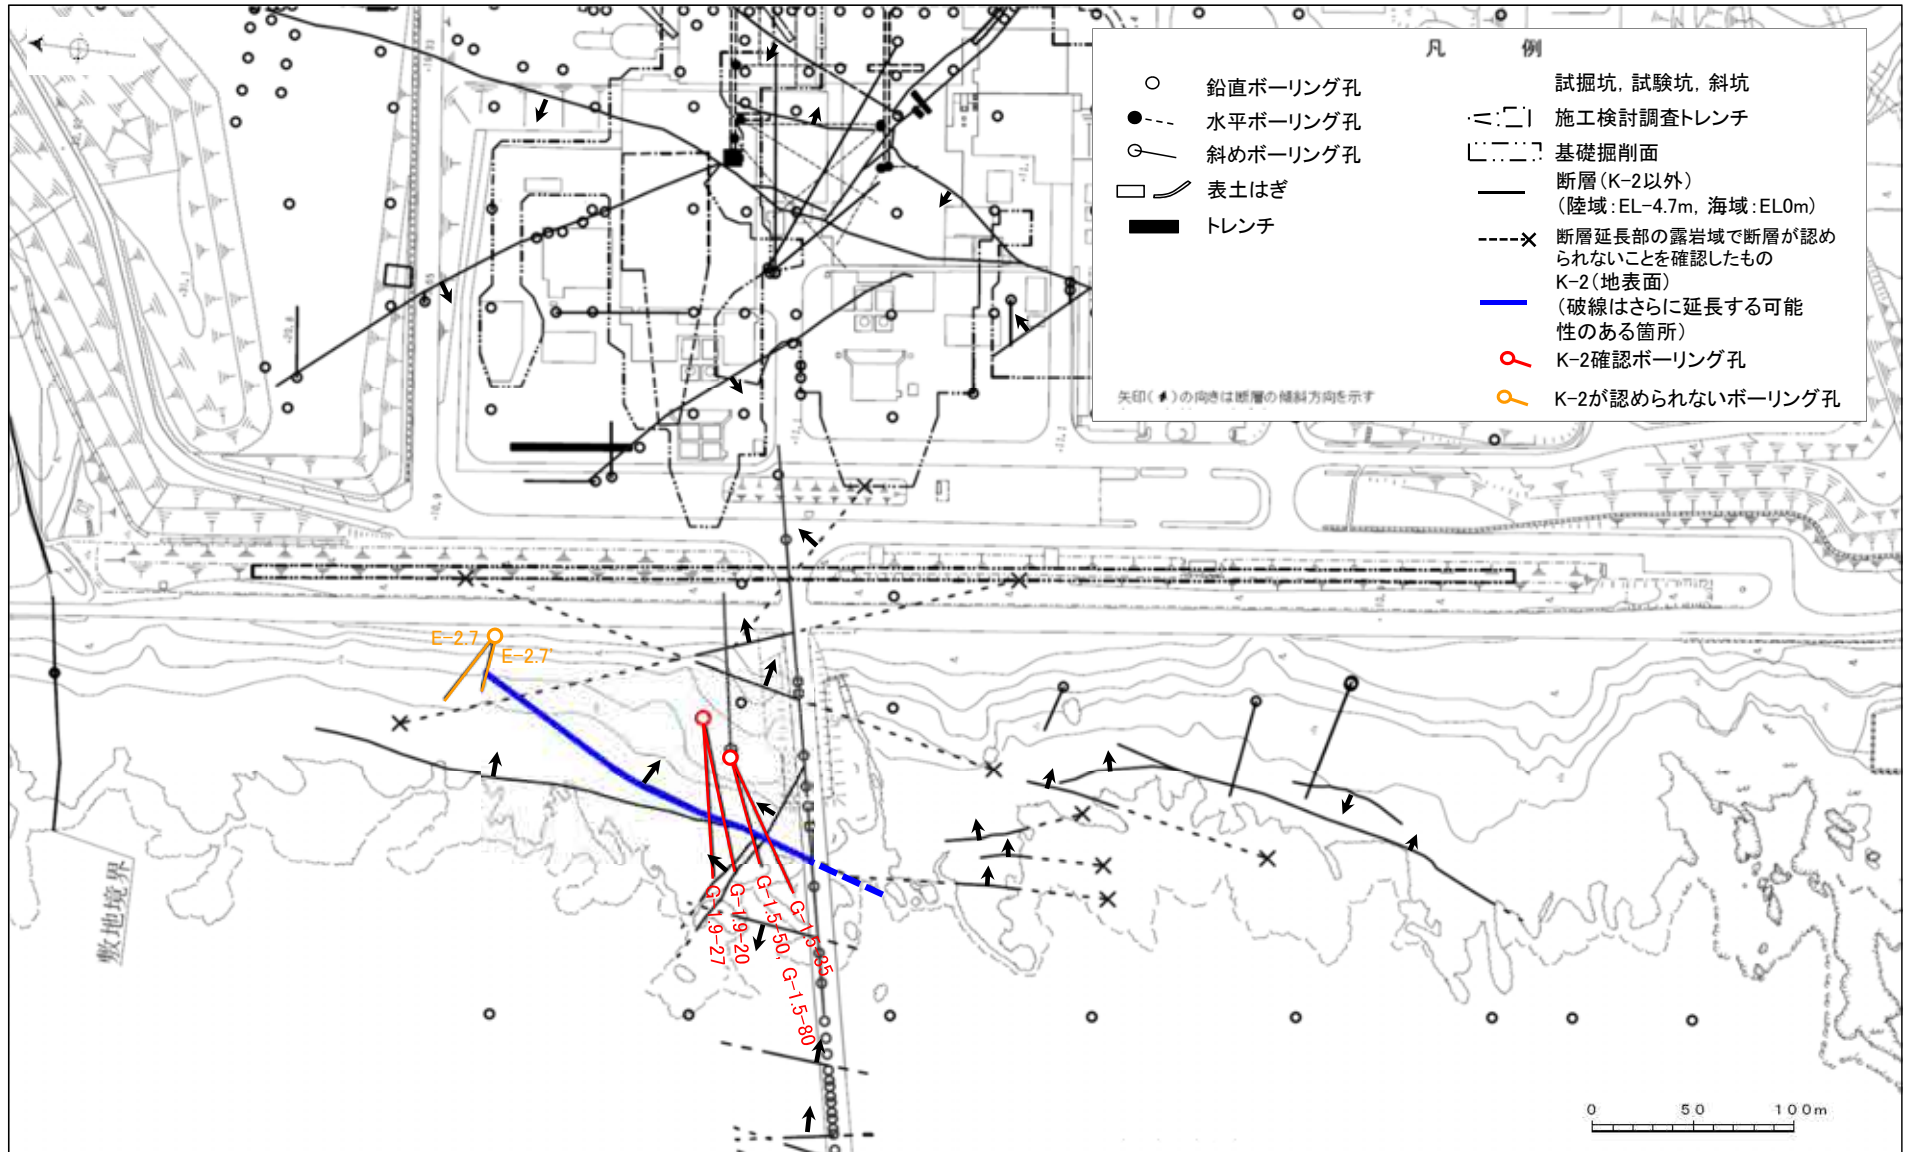 凡 例
鉛直ボーリング孔
水平ボーリング孔
斜めボーリング孔
表土はぎ
トレンチ
矢印( )の向きは断層の傾斜方向を示す
試掘坑, 試験坑, 斜坑
施工検討調査トレンチ
基礎掘削面
断層(K-2以外)
(陸域:EL-4.7m, 海域:EL0m)
断層延長部の露岩域で断層が認め
られないことを確認したもの
K-2(地表面)
(破線はさらに延長する可能
性のある箇所)
K-2確認ボーリング孔
K-2が認められないボーリング孔
E-2.7
E-2.7'
G-1.9-27
G-1.9-20
G-1.5-50, G-1.5-80
G-1.5-35
敷地境界
0 50 100m